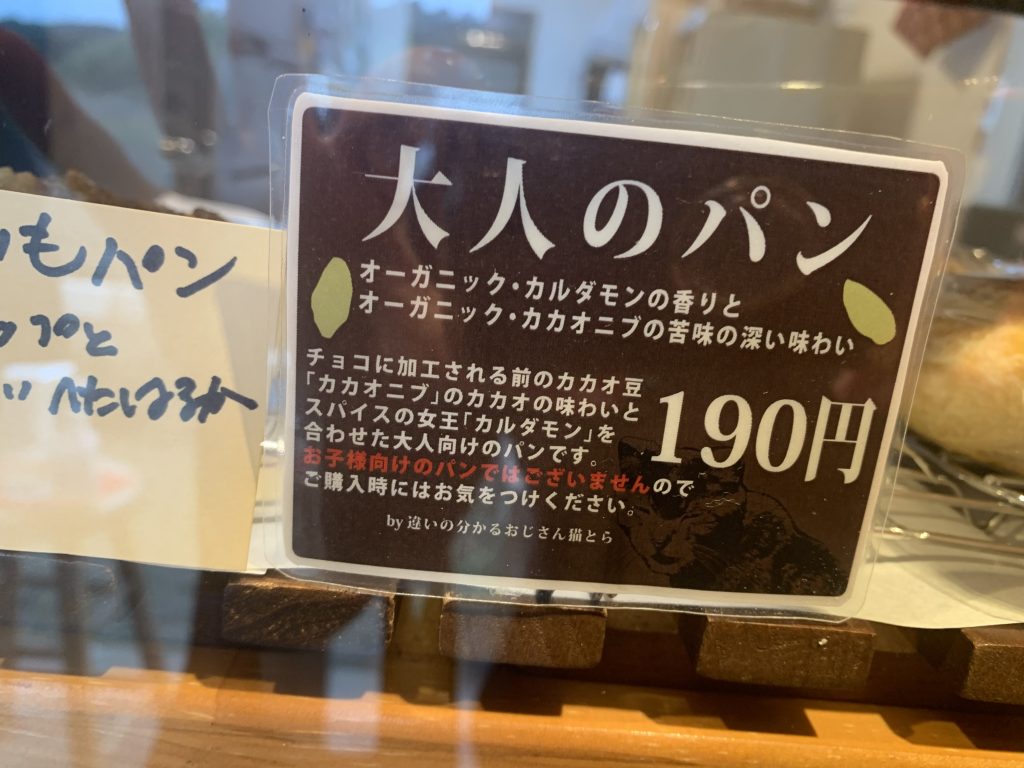 大人のパン
オーガニック・カルダモンの香りと
オーガニック・カカオニブの苦味の深い味わい
チョコに加工される前のカカオ豆
「カカオニブ」のカカオの味わいと
スパイスの女王「カルダモン」を
合わせた大人向けのパンです。
お子様向けのパンではございませんので
ご購入時にはお気をつけください。
190円
by 違いの分かるおじさん猫とら
もパン
プと